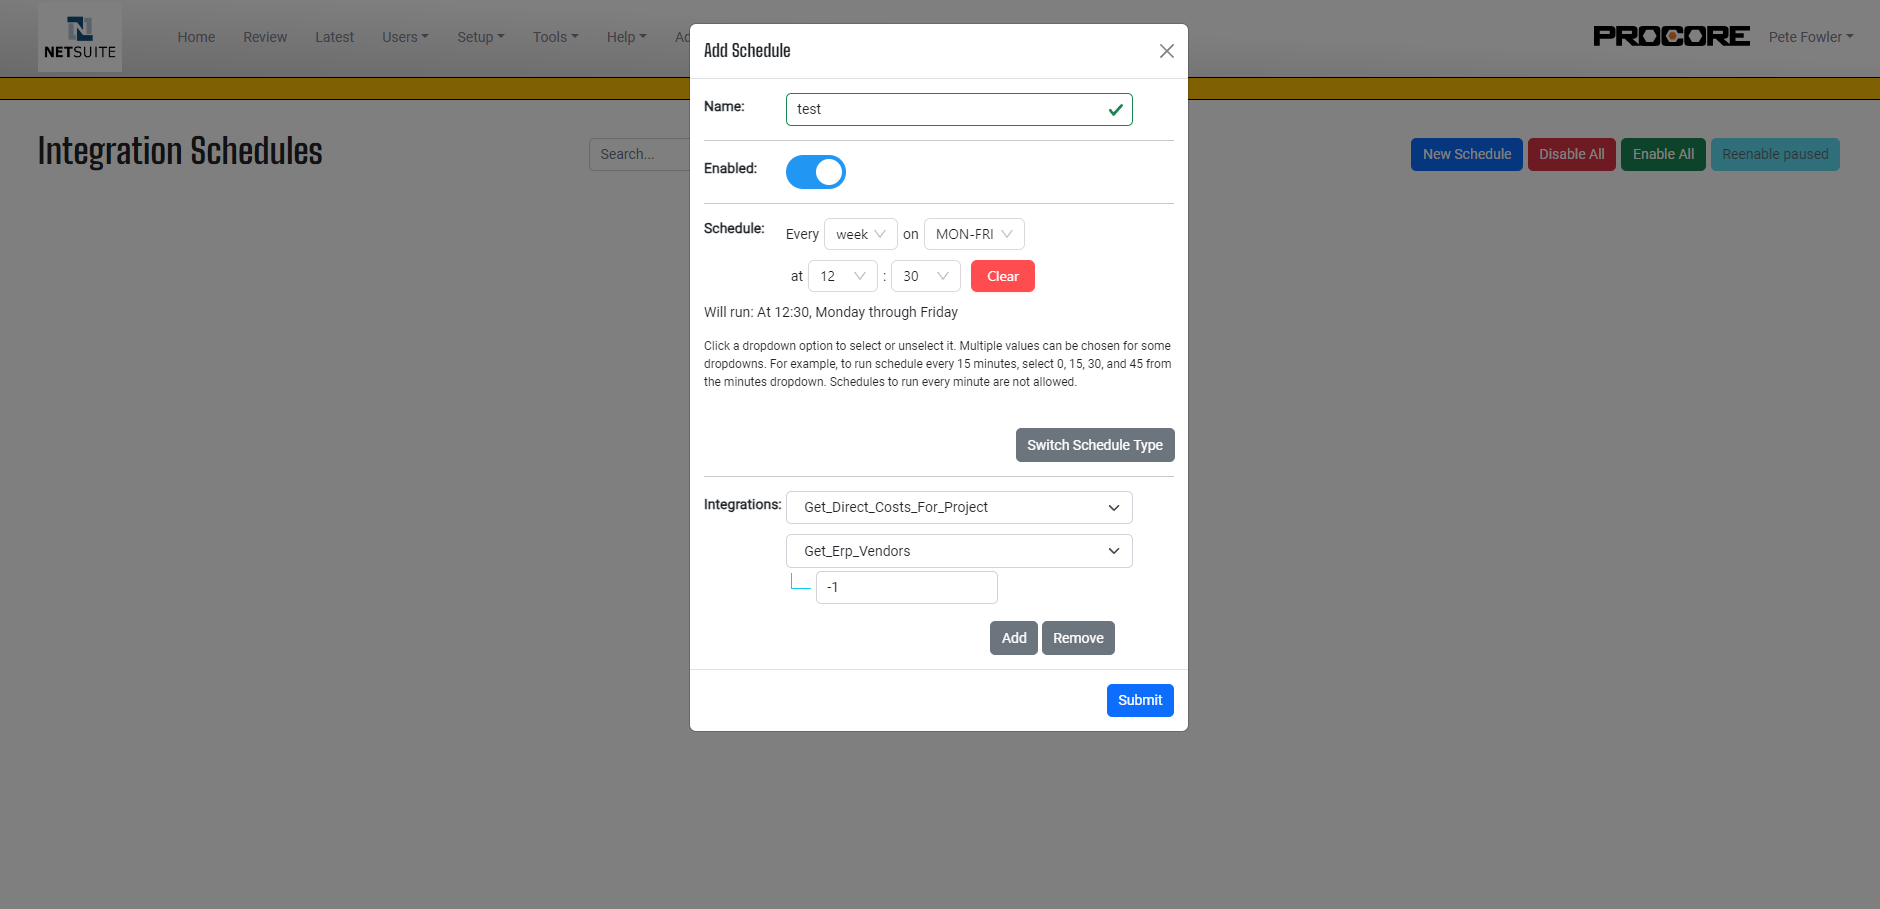 NETSUITE
Home Review Latest Users Setup Tools Help
PROCORE Pete Fowler
Integration Schedules
Search...
New Schedule Disable All Enable All Reenable paused
Add Schedule
Name: test
Enabled:
Schedule: Every week on MON-FRI
at 12 : 30 Clear
Will run: At 12:30, Monday through Friday
Click a dropdown option to select or unselect it. Multiple values can be chosen for some
dropdowns. For example, to run schedule every 15 minutes, select 0, 15, 30, and 45 from
the minutes dropdown. Schedules to run every minute are not allowed.
Switch Schedule Type
Integrations: Get_Direct_Costs_For_Project
Get_Erp_Vendors
-1
Add Remove
Submit